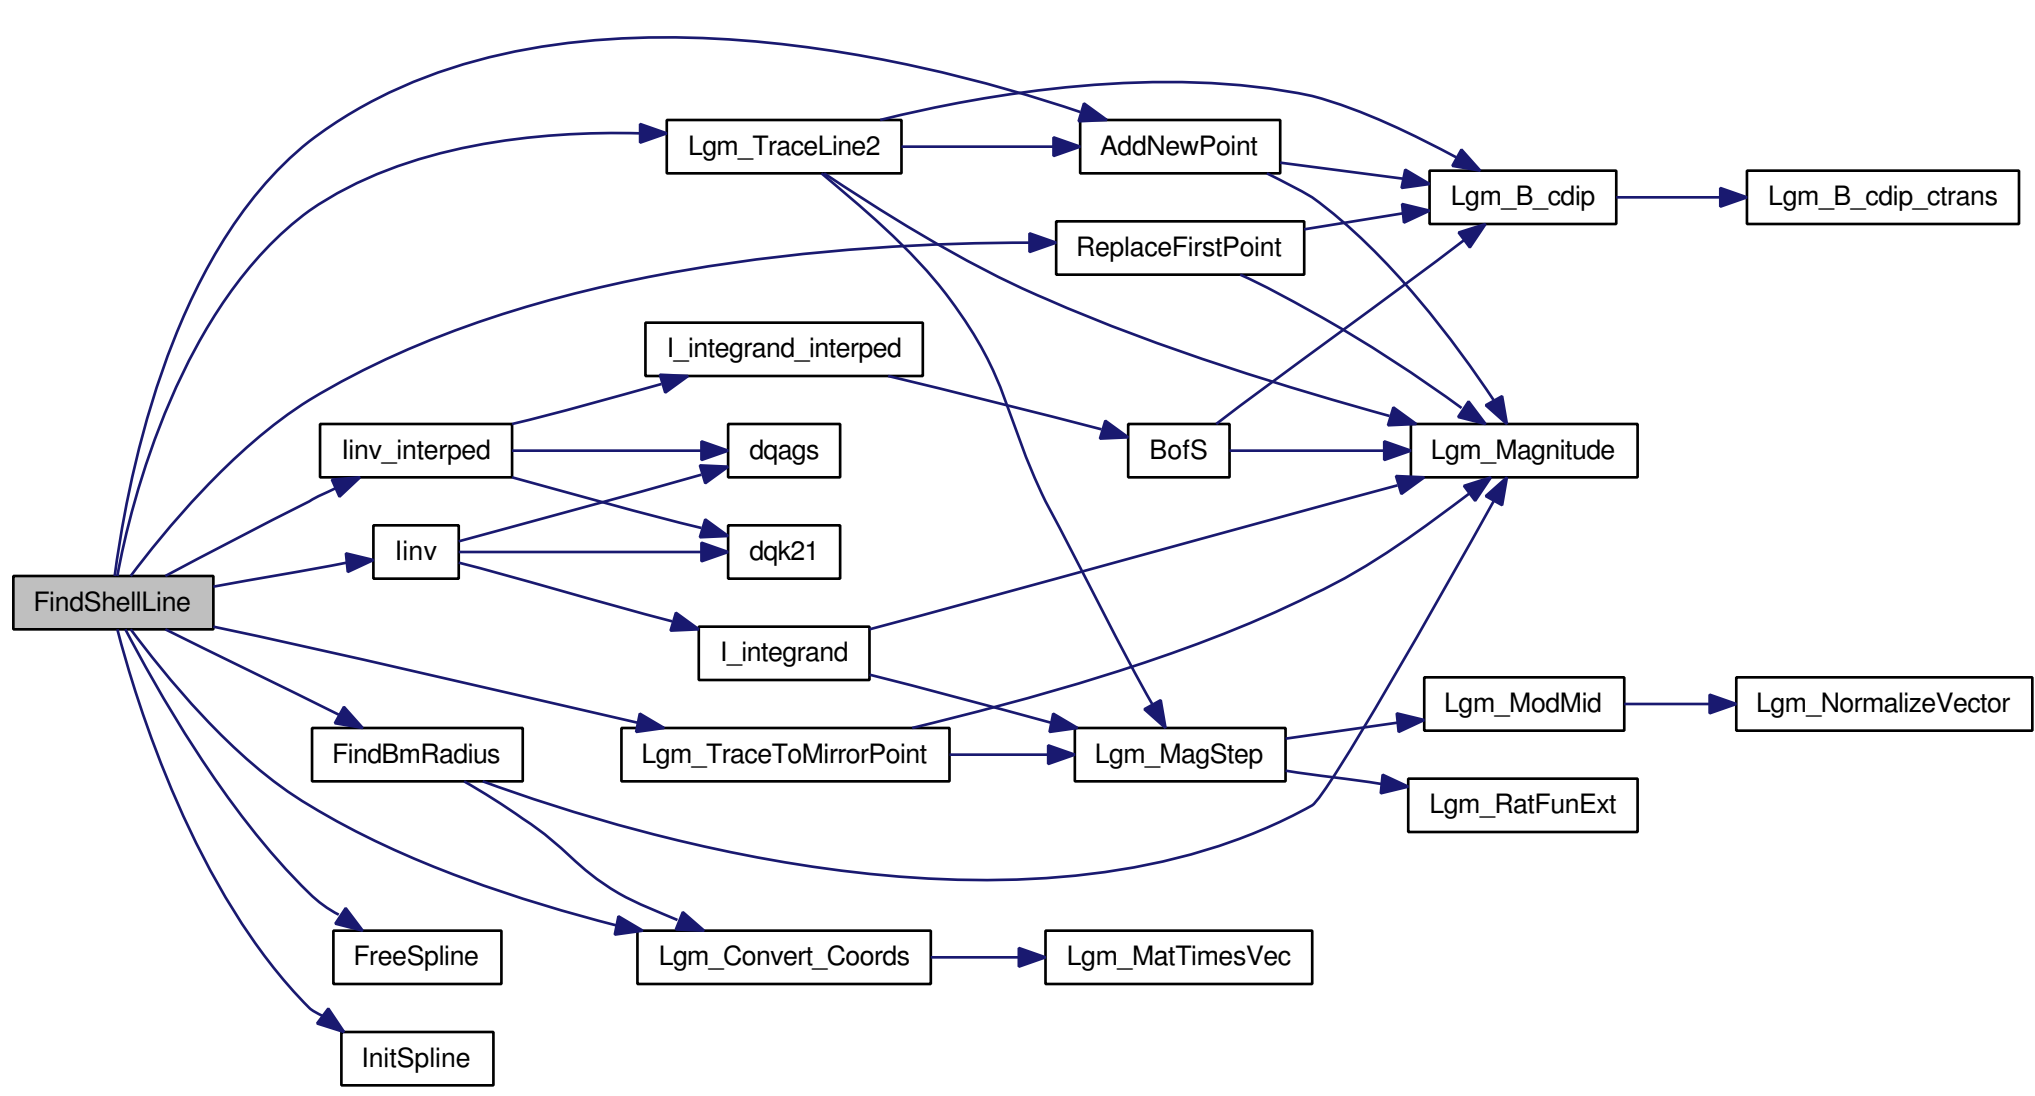 Lgm_TraceLine2
AddNewPoint
Lgm_B_cdip
Lgm_B_cdip_ctrans
ReplaceFirstPoint
I_integrand_interped
Iinv_interped
dqags
BofS
Lgm_Magnitude
Iinv
dqk21
FindShellLine
I_integrand
Lgm_ModMid
Lgm_NormalizeVector
FindBmRadius
Lgm_TraceToMirrorPoint
Lgm_MagStep
Lgm_RatFunExt
FreeSpline
Lgm_Convert_Coords
Lgm_MatTimesVec
InitSpline